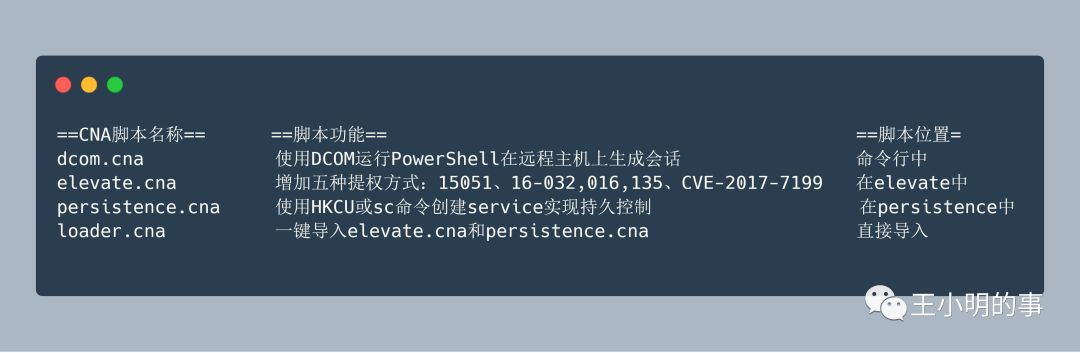 ==CNA脚本名称== ==脚本功能== ==脚本位置=
dcom.cna 使用DCOM运行PowerShell在远程主机上生成会话 命令行中
elevate.cna 增加五种提权方式：15051、16-032,016,135、CVE-2017-7199 在elevate中
persistence.cna 使用HKCU或sc命令创建service实现持久控制 在persistence中
loader.cna 一键导入elevate.cna和persistence.cna 直接导入
王小明的事